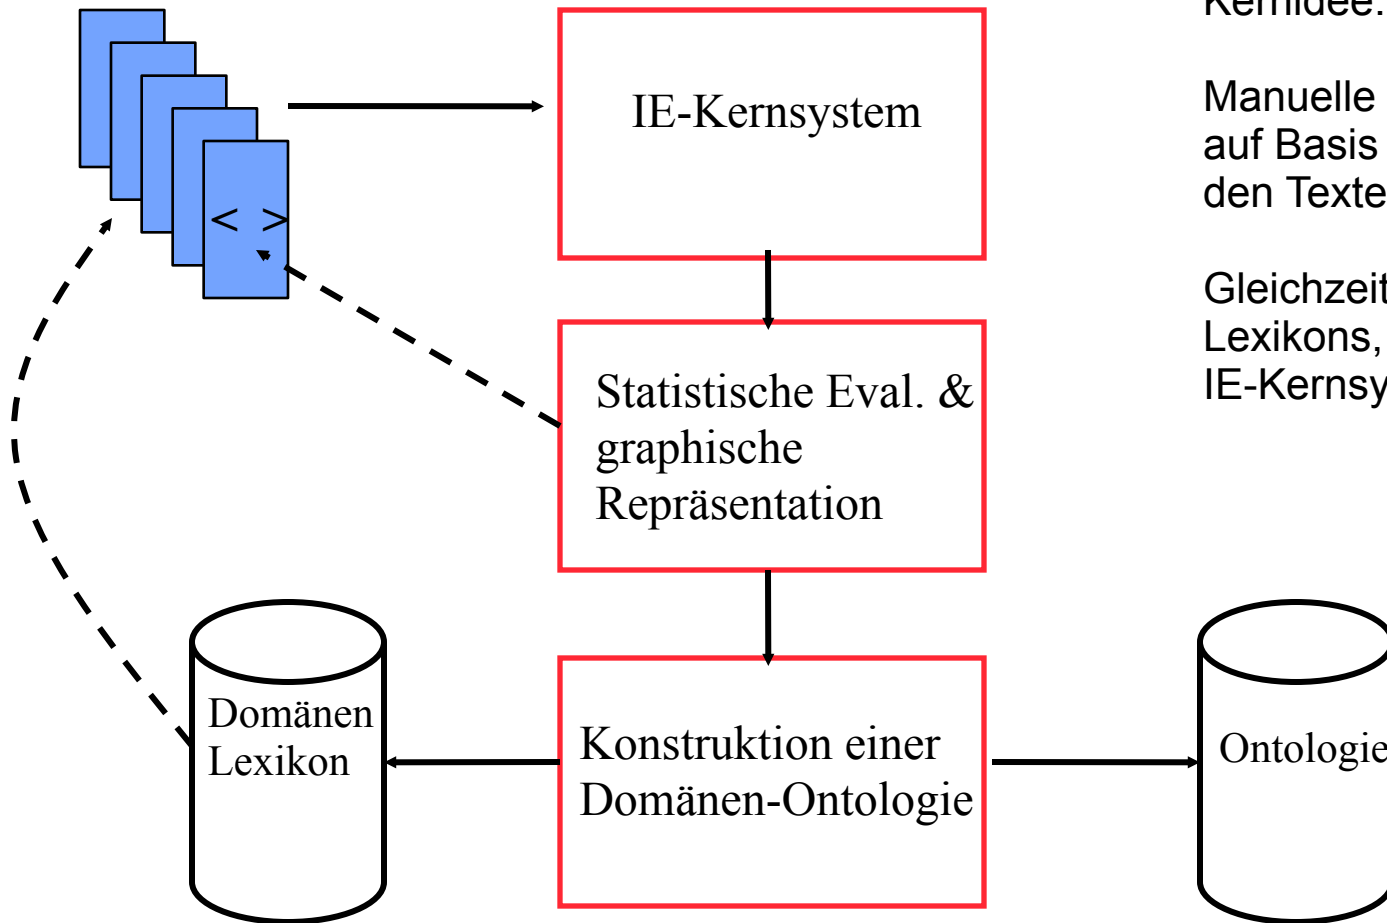 < >
IE-Kernsystem
Statistische Eval. &
graphische
Repräsentation
Domänen
Lexikon
Konstruktion einer
Domänen-Ontologie
Ontologie
Kernidee:
Manuelle
auf Basis
den Texte
Gleichzeit
Lexikons,
IE-Kernsy